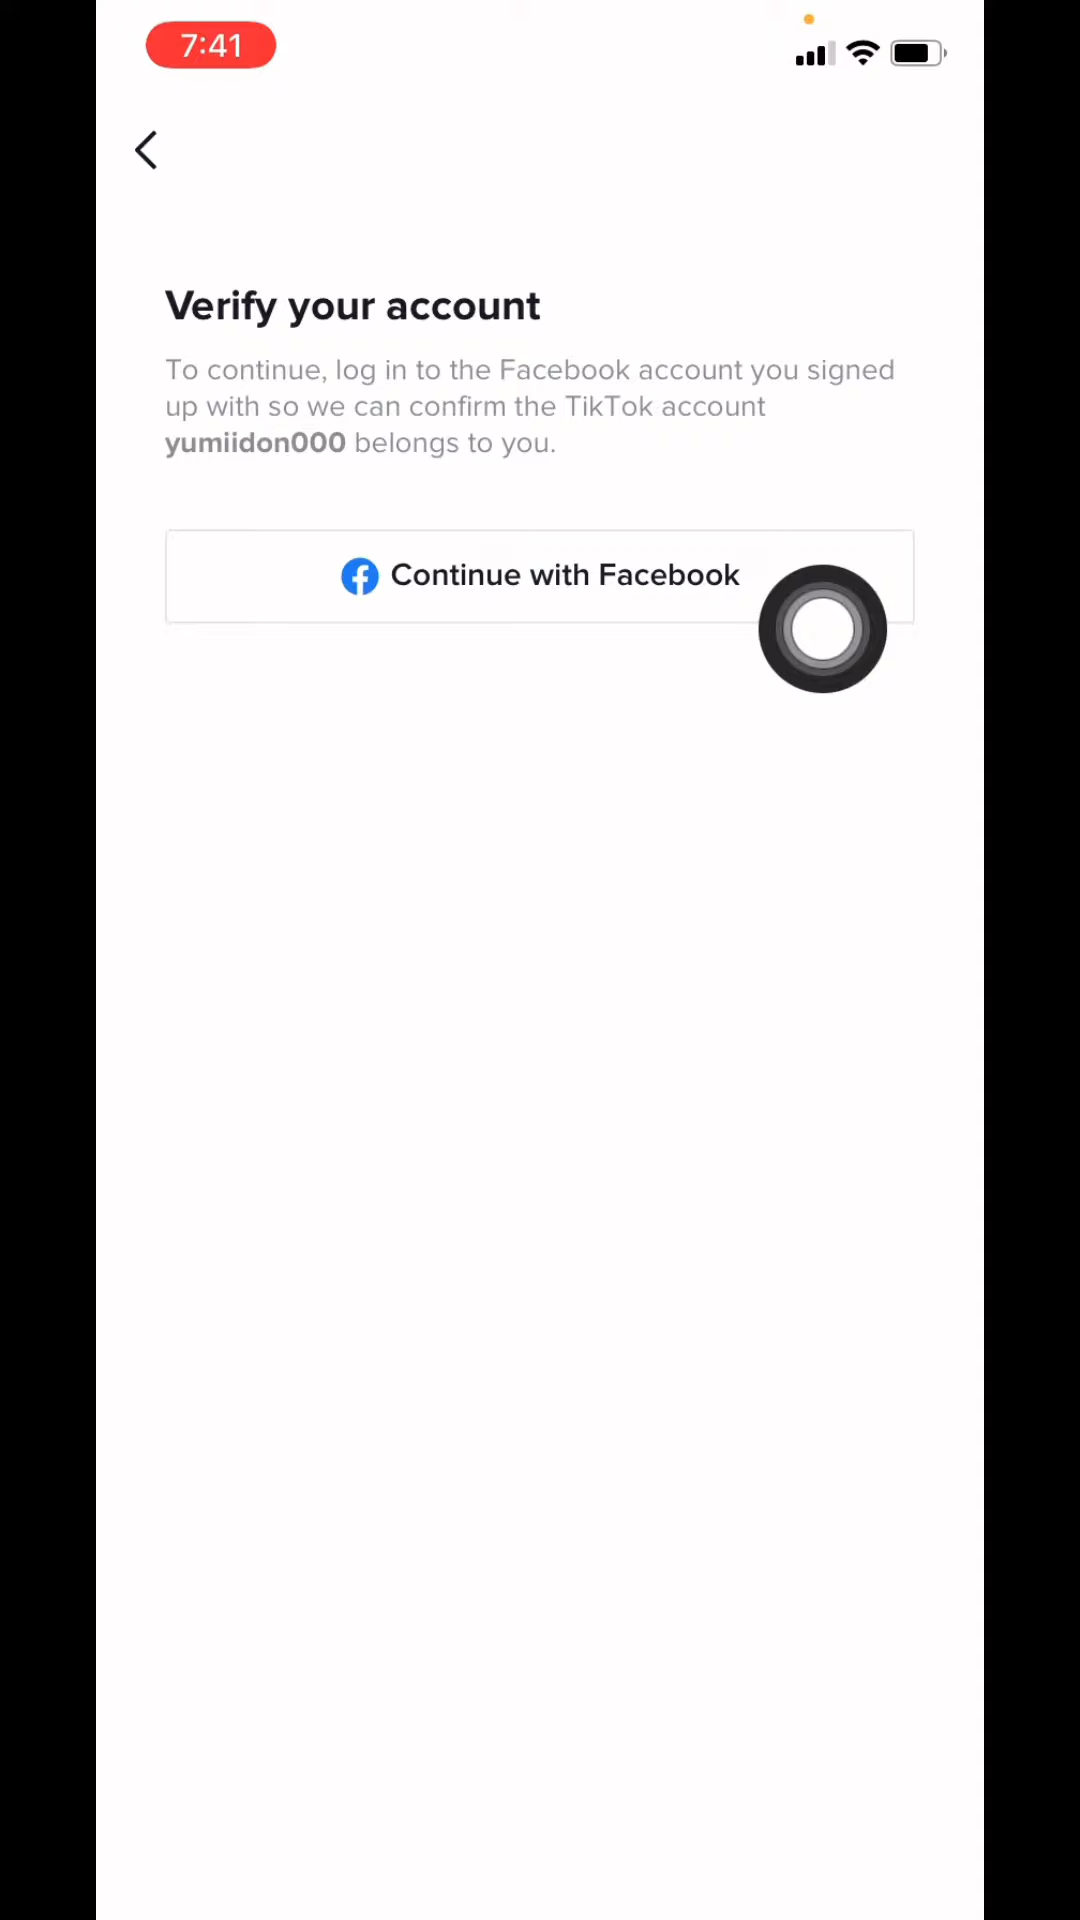 7:41
Verify your account
To continue, log in to the Facebook account you signed
up with so we can confirm the TikTok account
yumiidon000 belongs to you.
Continue with Facebook